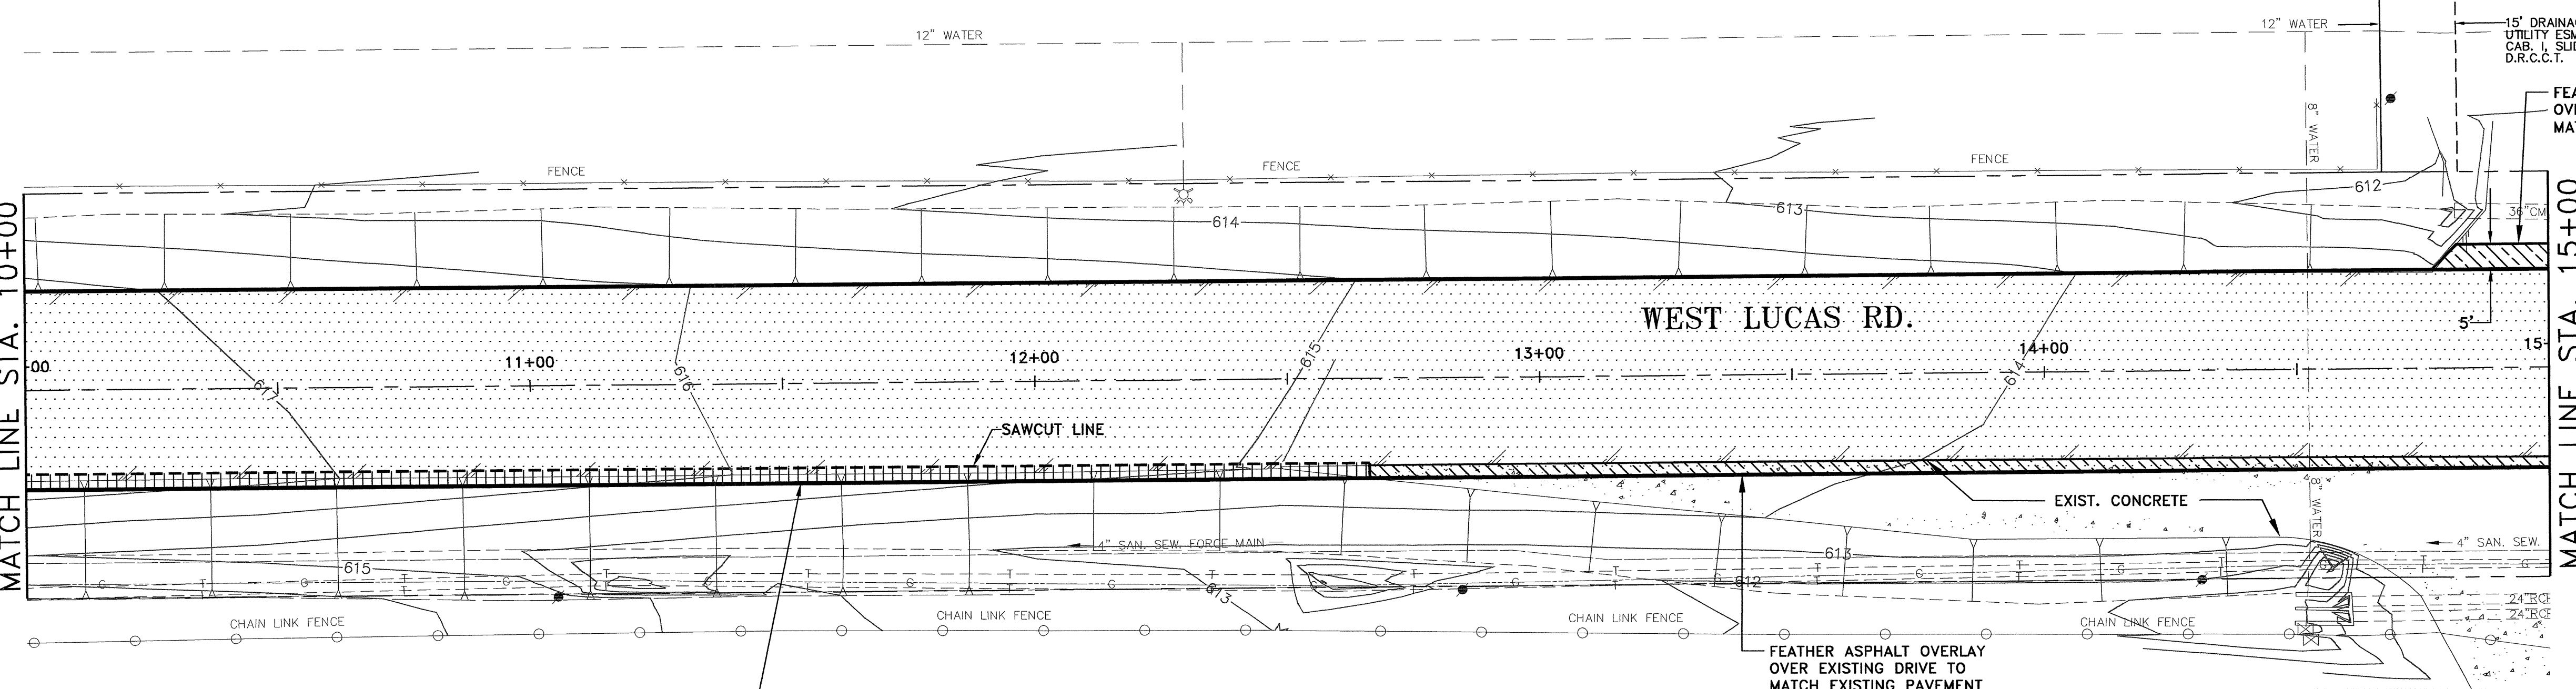 12" WATER
12" WATER
15' DRAINA
UTILITY ESM
CAB. I, SLI
D.R.C.C.T.
8" WATER
FEA
OVE
MAT
FENCE
FENCE
FENCE
612
613
614
36"CM
MATCH LINE STA. 10+00
MATCH LINE STA. 15+00
WEST LUCAS RD.
5'
00
11+00
12+00
13+00
14+00
15
617
616
615
614
SAWCUT LINE
EXIST. CONCRETE
8" WATER
4" SAN. SEW. FORCE MAIN
4" SAN. SEW.
613
615
612
613
G T G T G T G T G T G T G T G T G T G T G T G T G
24"RCP
24"RCP
CHAIN LINK FENCE
CHAIN LINK FENCE
CHAIN LINK FENCE
CHAIN LINK FENCE
FEATHER ASPHALT OVERLAY
OVER EXISTING DRIVE TO
MATCH EXISTING PAVEMENT